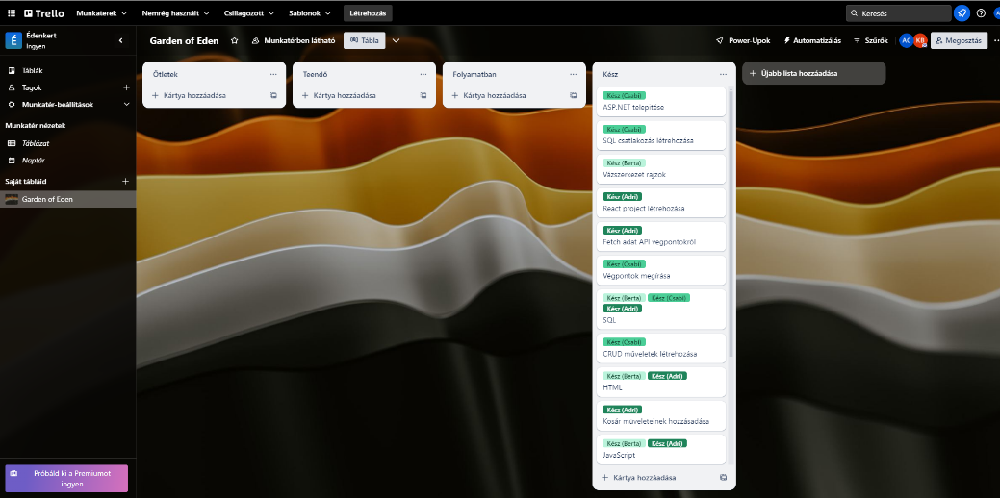 Trello
Munkaterek
Nemrég használt
Csillagozott
Sablonok
Létrehozás
Keresés
É
Édenkert
Ingyen
Garden of Eden
Munkatérben látható
Tábla
Power-Upok
Automatizálás
Szűrők
AC
KB
Megosztás
Táblák
Tagok
Munkatér-beállítások
Munkatér nézetek
Táblázat
Naptár
Saját tábláid
Garden of Eden
Próbáld ki a Premiumot
ingyen
Ötletek
Kártya hozzáadása
Teendő
Kártya hozzáadása
Folyamatban
Kártya hozzáadása
Kész
Kész (Csabi)
ASP.NET telepítése
Kész (Csabi)
SQL csatlakozás létrehozása
Kész (Berta)
Vázszerkezet rajzok
Kész (Adri)
React project létrehozása
Kész (Adri)
Fetch adat API vegpontokról
Kész (Csabi)
Végpontok megírása
Kész (Berta) Kész (Csabi)
Kész (Adri)
SQL
Kész (Csabi)
CRUD műveletek létrehozása
Kész (Berta) Kész (Adri)
HTML
Kész (Adri)
Kosár muveleteinek hozzásadása
Kész (Berta) Kész (Adri)
JavaScript
Kártya hozzáadása
Újabb lista hozzáadása